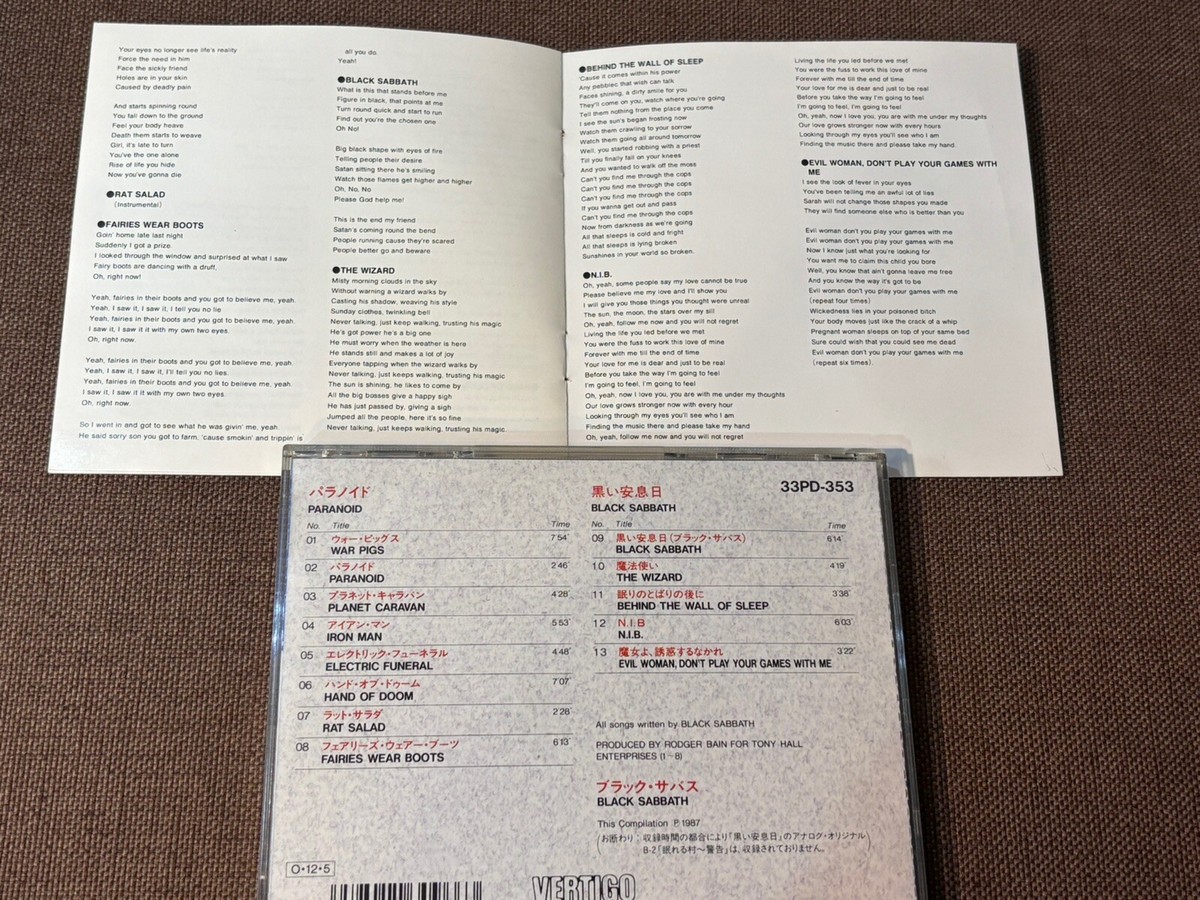 Your eyes no longer see life's reality
Force the need in him
Face the sickly friend
Holes are in your skin
Caused by deadly pain
And starts spinning round
You fall down to the ground
Feel your body heave
Death them starts to weave
Girl, it's late to turn
You've the one alone
Rise of life you hide
Now you've gonna die
●RAT SALAD
(Instrumental)
●FAIRIES WEAR BOOTS
Goin' home late last night
Suddenly I got a prize
I looked through the window and surprised at what I saw
Fairy boots are dancing with a druff,
Oh, right now!
Yeah, fairies in their boots and you got to believe me, yeah.
Yeah, I saw it, I saw it, I tell you no lie
Yeah, fairies in their boots and you got to believe me, yeah.
I saw it, I saw it it with my own two eyes.
Oh, right now.
Yeah, fairies in their boots and you got to believe me, yeah.
Yeah, I saw it, I saw it, I'll tell you no lies.
Yeah, fairies in their boots and you got to believe me, yeah.
I saw it, I saw it it with my own two eyes.
Oh, right now.
So I went in and got to see what he was givin' me, yeah.
He said sorry son you got to farm, 'cause smokin' and trippin' is
all you do.
Yeah!
●BLACK SABBATH
What is this that stands before me
Figure in black, that points at me
Turn round quick and start to run
Find out you're the chosen one
Oh No!
Big black shape with eyes of fire
Telling people their desire
Satan sitting there he's smiling
Watch those flames get higher and higher
Oh, No, No
Please God help me!
This is the end my friend
Satan's coming round the bend
People running cause they're scared
People better go and beware
●THE WIZARD
Misty morning clouds in the sky
Without warning a wizard walks by
Casting his shadow, weaving his style
Sunday clothes, twinkling bell
Never talking, just keep walking, trusting his magic
He's got power he's a big one
He must worry when the weather is here
He stands still and makes a lot of joy
Everyone tapping when the wizard walks by
Never talking, just keeps walking, trusting his magic
The sun is shining, he likes to come by
All the big bosses give a happy sigh
He has just passed by, giving a sigh
Jumped all the people, here it's so fine
Never talking, just keeps walking, trusting his magic.
●BEHIND THE WALL OF SLEEP
'Cause it comes within his power
Any pebblec that wish can talk
Faces shining, a dirty smile for you
They'll come on you, watch where you're going
Tell them nothing from the place you come
I see the sun's began frosting now
Watch them crawling to your sorrow
Watch them going all around tomorrow
Well, you started robbing with a priest
Till you finally fall on your knees
And you wanted to walk off the moss
Can't you find me through the cops
Can't you find me through the cops
Can't you find me through the cops
If you wanna get out and pass
Can't you find me through the cops
Now from darkness as we're going
All that sleeps is cold and fright
All that sleeps is lying broken
Sunshines in your world so broken.
●N.I.B.
Oh, yeah, some people say my love cannot be true
Please believe me my love and I'll show you
I will give you those things you thought were unreal
The sun, the moon, the stars over my sill
Oh, yeah, follow me now and you will not regret
Living the life you led before we met
You were the fuss to work this love of mine
Forever with me till the end of time
Your love for me is dear and just to be real
Before you take the way I'm going to feel
I'm going to feel, I'm going to feel
Oh, yeah, now I love you, you are with me under my thoughts
Our love grows stronger now with every hour
Looking through my eyes you'll see who I am
Finding the music there and please take my hand
Oh, yeah, follow me now and you will not regret
Living the life you led before we met
You were the fuss to work this love of mine
Forever with me till the end of time
Your love for me is dear and just to be real
Before you take the way I'm going to feel
I'm going to feel, I'm going to feel
Oh, yeah, now I love you, you are with me under my thoughts
Our love grows stronger with every hours
Looking through my eyes you'll see who I am
Finding the music there and please take my hand.
●EVIL WOMAN, DON'T PLAY YOUR GAMES WITH
ME
I see the look of fever in your eyes
You've been telling me an awful lot of lies
Sarah will not change those shapes you made
They will find someone else who is better than you
Evil woman don't you play your games with me
Evil woman don't you play your games with me
Now I know just what you're looking for
You want me to claim this child you bore
Well, you know that ain't gonna leave me free
And you know the way it's got to be
Evil woman don't you play your games with me
(repeat four times)
Wickedness lies in your poisoned bitch
Your body moves just like the crack of a whip
Pregnant woman sleeps on top of your same bed
Sure could wish that you could see me dead
Evil woman don't you play your games with me
(repeat six times).
パラノイド
PARANOID
No. Title Time
01 ウォー・ピッグス 7'54"
WAR PIGS
02 パラノイド 2'46"
PARANOID
03 プラネット・キャラバン 4'28"
PLANET CARAVAN
04 アイアン・マン 5'53"
IRON MAN
05 エレクトリック・フューネラル 4'48"
ELECTRIC FUNERAL
06 ハンド・オブ・ドゥーム 7'07"
HAND OF DOOM
07 ラット・サラダ 2'28"
RAT SALAD
08 フェアリーズ・ウェアー・ブーツ 6'13"
FAIRIES WEAR BOOTS
黒い安息日
BLACK SABBATH
33PD-353
No. Title Time
09 黒い安息日(ブラック・サバス) 6'14"
BLACK SABBATH
10 魔法使い 4'19"
THE WIZARD
11 眠りのとばりの後に 3'38"
BEHIND THE WALL OF SLEEP
12 N.I.B 6'03"
N.I.B.
13 魔女よ、誘惑するなかれ 3'22"
EVIL WOMAN, DON'T PLAY YOUR GAMES WITH ME
All songs written by BLACK SABBATH
PRODUCED BY RODGER BAIN FOR TONY HALL
ENTERPRISES (1~8)
ブラック・サバス
BLACK SABBATH
This Compilation ℗ 1987
(お断わり:収録時間の都合により「黒い安息日」のアナログ・オリジナル
B-2「眠れる村~警告」は、収録されておりません。)
O・12・5
VERTIGO